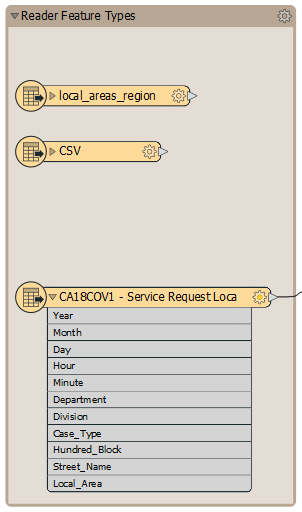 Reader Feature Types
local_areas_region
CSV
CA18COV1 - Service Request Loca
Year
Month
Day
Hour
Minute
Department
Division
Case_Type
Hundred_Block
Street_Name
Local_Area